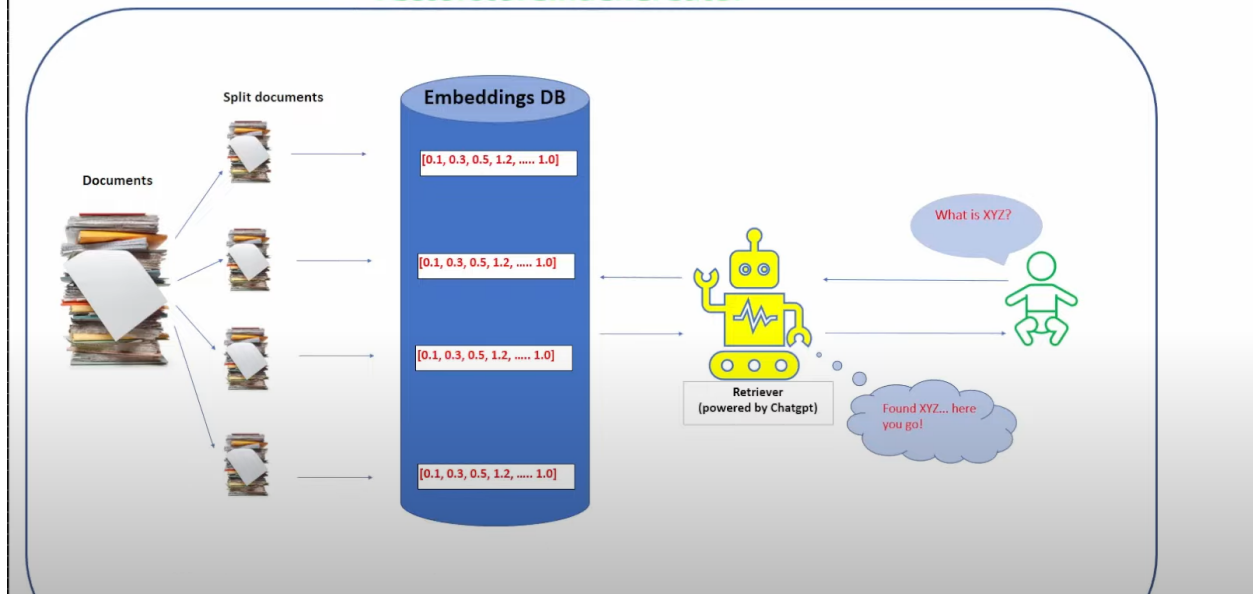 Split documents
Embeddings DB
[0.1, 0.3, 0.5, 1.2, ..... 1.0]
Documents
What is XYZ?
[0.1, 0.3, 0.5, 1.2, ..... 1.0]
[0.1, 0.3, 0.5, 1.2, ..... 1.0]
Retriever
(powered by Chatgpt)
Found XYZ... here
you go!
[0.1, 0.3, 0.5, 1.2, ..... 1.0]